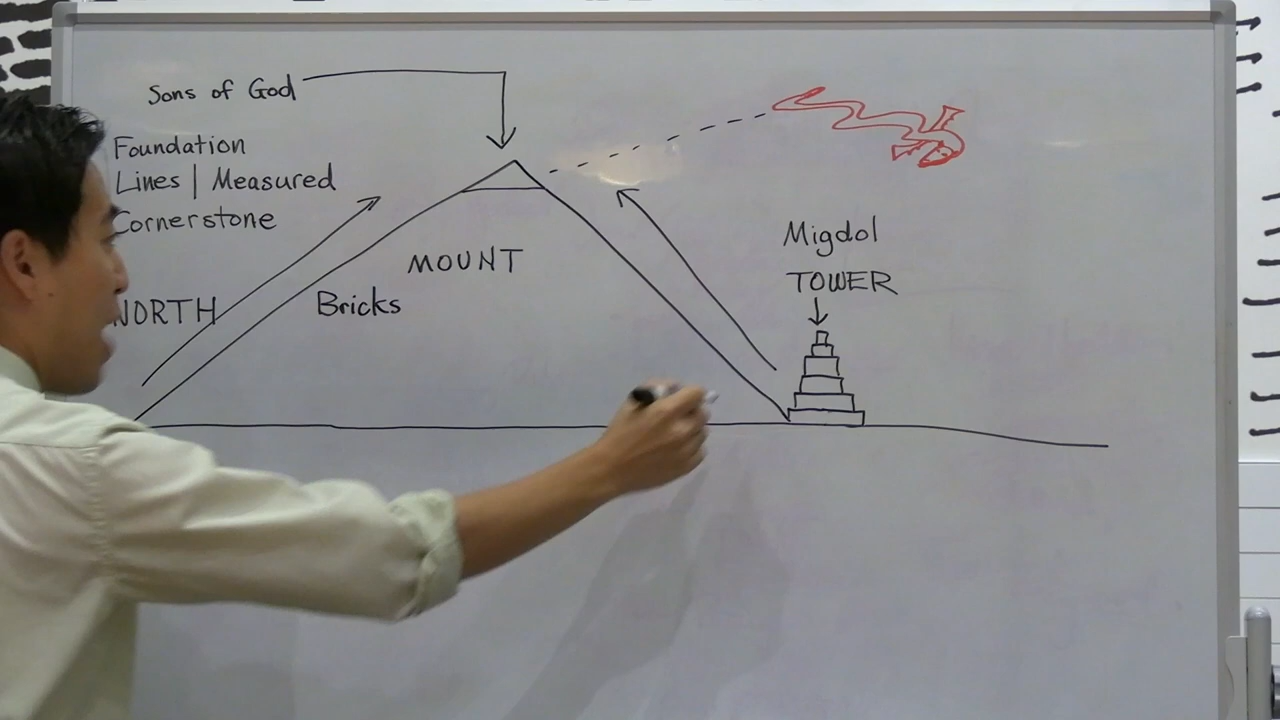 Sons of God
Foundation
Lines | Measured
Cornerstone
NORTH
Bricks
MOUNT
Migdol
TOWER